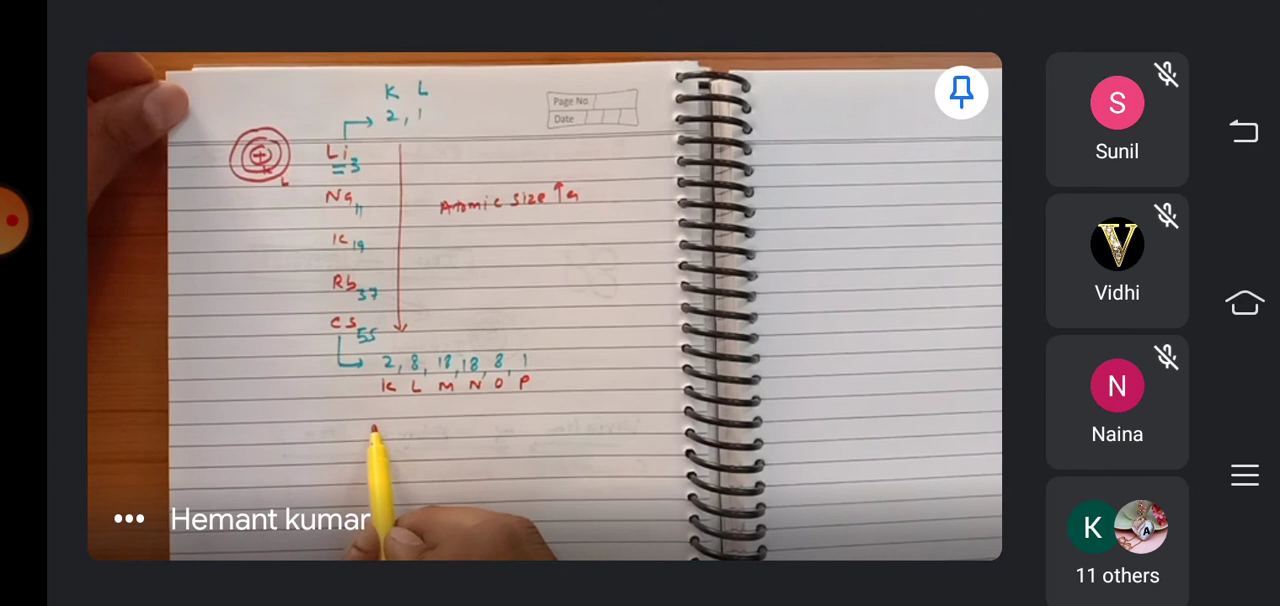 K L
2, 1
Page No
Date
Li 3
K
L
Na 11
Atomic size ↑s
K 19
Rb 37
Cs 55
2, 8, 18, 18, 8, 1
K L M N O P
••• Hemant kumar
S
Sunil
V
Vidhi
N
Naina
K A
11 others